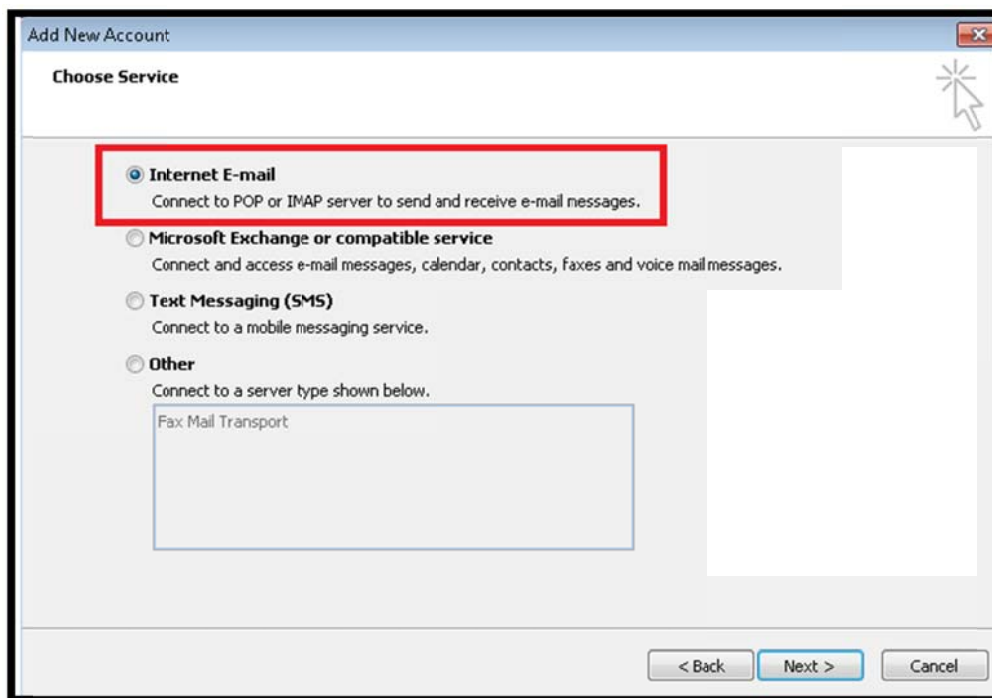 Add New Account
Choose Service
Internet E-mail
Connect to POP or IMAP server to send and receive e-mail messages.
Microsoft Exchange or compatible service
Connect and access e-mail messages, calendar, contacts, faxes and voice mail messages.
Text Messaging (SMS)
Connect to a mobile messaging service.
Other
Connect to a server type shown below.
Fax Mail Transport
< Back Next > Cancel